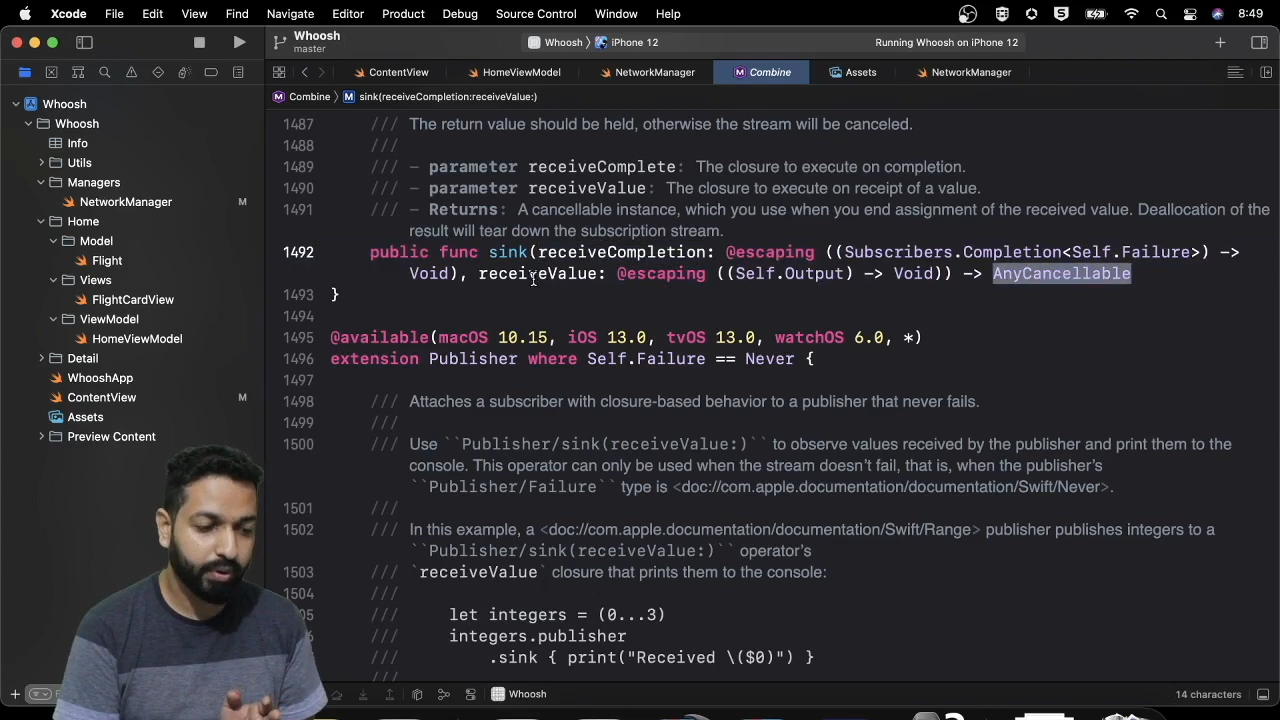 Xcode File Edit View Find Navigate Editor Product Debug Source Control Window Help 8:49
Whoosh
master
Whoosh iPhone 12
Running Whoosh on iPhone 12
ContentView HomeViewModel NetworkManager Combine Assets NetworkManager
Combine sink(receiveCompletion:receiveValue:)
Whoosh
Whoosh
Info
Utils
Managers
NetworkManager M
Home
Model
Flight
Views
FlightCardView
ViewModel
HomeViewModel
Detail
WhooshApp
ContentView M
Assets
Preview Content
1487 /// The return value should be held, otherwise the stream will be canceled.
1488 ///
1489 /// – parameter receiveComplete: The closure to execute on completion.
1490 /// – parameter receiveValue: The closure to execute on receipt of a value.
1491 /// – Returns: A cancellable instance, which you use when you end assignment of the received value. Deallocation of the
result will tear down the subscription stream.
1492 public func sink(receiveCompletion: @escaping ((Subscribers.Completion<Self.Failure>) ->
Void), receiveValue: @escaping ((Self.Output) -> Void)) -> AnyCancellable
1493 }
1494
1495 @available(macOS 10.15, iOS 13.0, tvOS 13.0, watchOS 6.0, *)
1496 extension Publisher where Self.Failure == Never {
1497
1498 /// Attaches a subscriber with closure-based behavior to a publisher that never fails.
1499 ///
1500 /// Use ``Publisher/sink(receiveValue:)`` to observe values received by the publisher and print them to the
console. This operator can only be used when the stream doesn’t fail, that is, when the publisher’s
``Publisher/Failure`` type is <doc://com.apple.documentation/documentation/Swift/Never>.
1501 ///
1502 /// In this example, a <doc://com.apple.documentation/documentation/Swift/Range> publisher publishes integers to a
``Publisher/sink(receiveValue:)`` operator’s
1503 /// `receiveValue` closure that prints them to the console:
1504 ///
/// let integers = (0...3)
/// integers.publisher
/// .sink { print("Received \($0)") }
///
Whoosh
14 characters